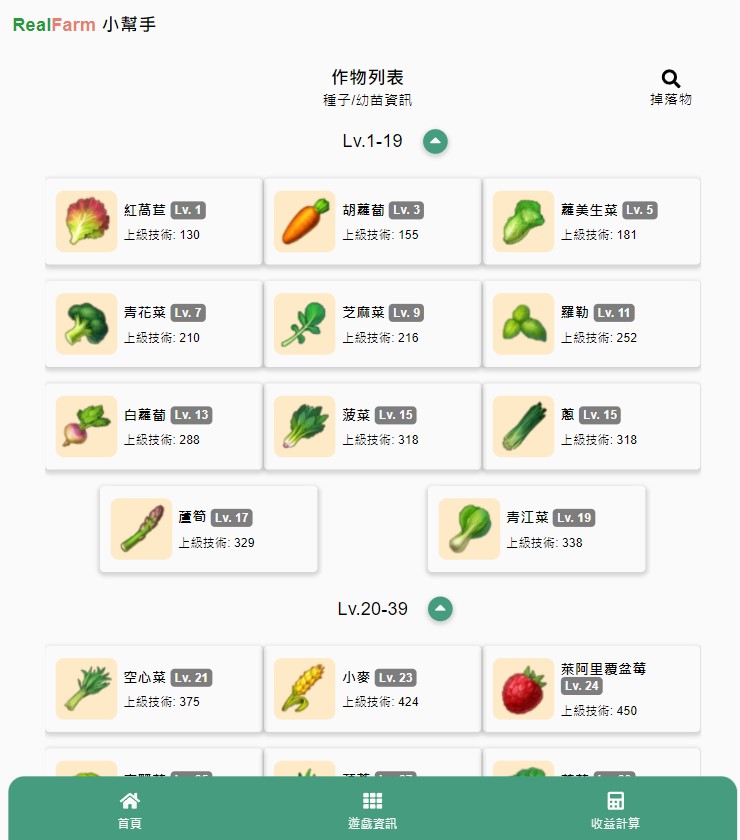 RealFarm 小幫手
作物列表
種子/幼苗資訊
掉落物
Lv.1-19
紅萵苣 Lv. 1
上級技術: 130
胡蘿蔔 Lv. 3
上級技術: 155
蘿美生菜 Lv. 5
上級技術: 181
青花菜 Lv. 7
上級技術: 210
芝麻菜 Lv. 9
上級技術: 216
羅勒 Lv. 11
上級技術: 252
白蘿蔔 Lv. 13
上級技術: 288
菠菜 Lv. 15
上級技術: 318
蔥 Lv. 15
上級技術: 318
蘆筍 Lv. 17
上級技術: 329
青江菜 Lv. 19
上級技術: 338
Lv.20-39
空心菜 Lv. 21
上級技術: 375
小麥 Lv. 23
上級技術: 424
萊阿里覆盆莓
Lv. 24
上級技術: 450
首頁
遊戲資訊
收益計算